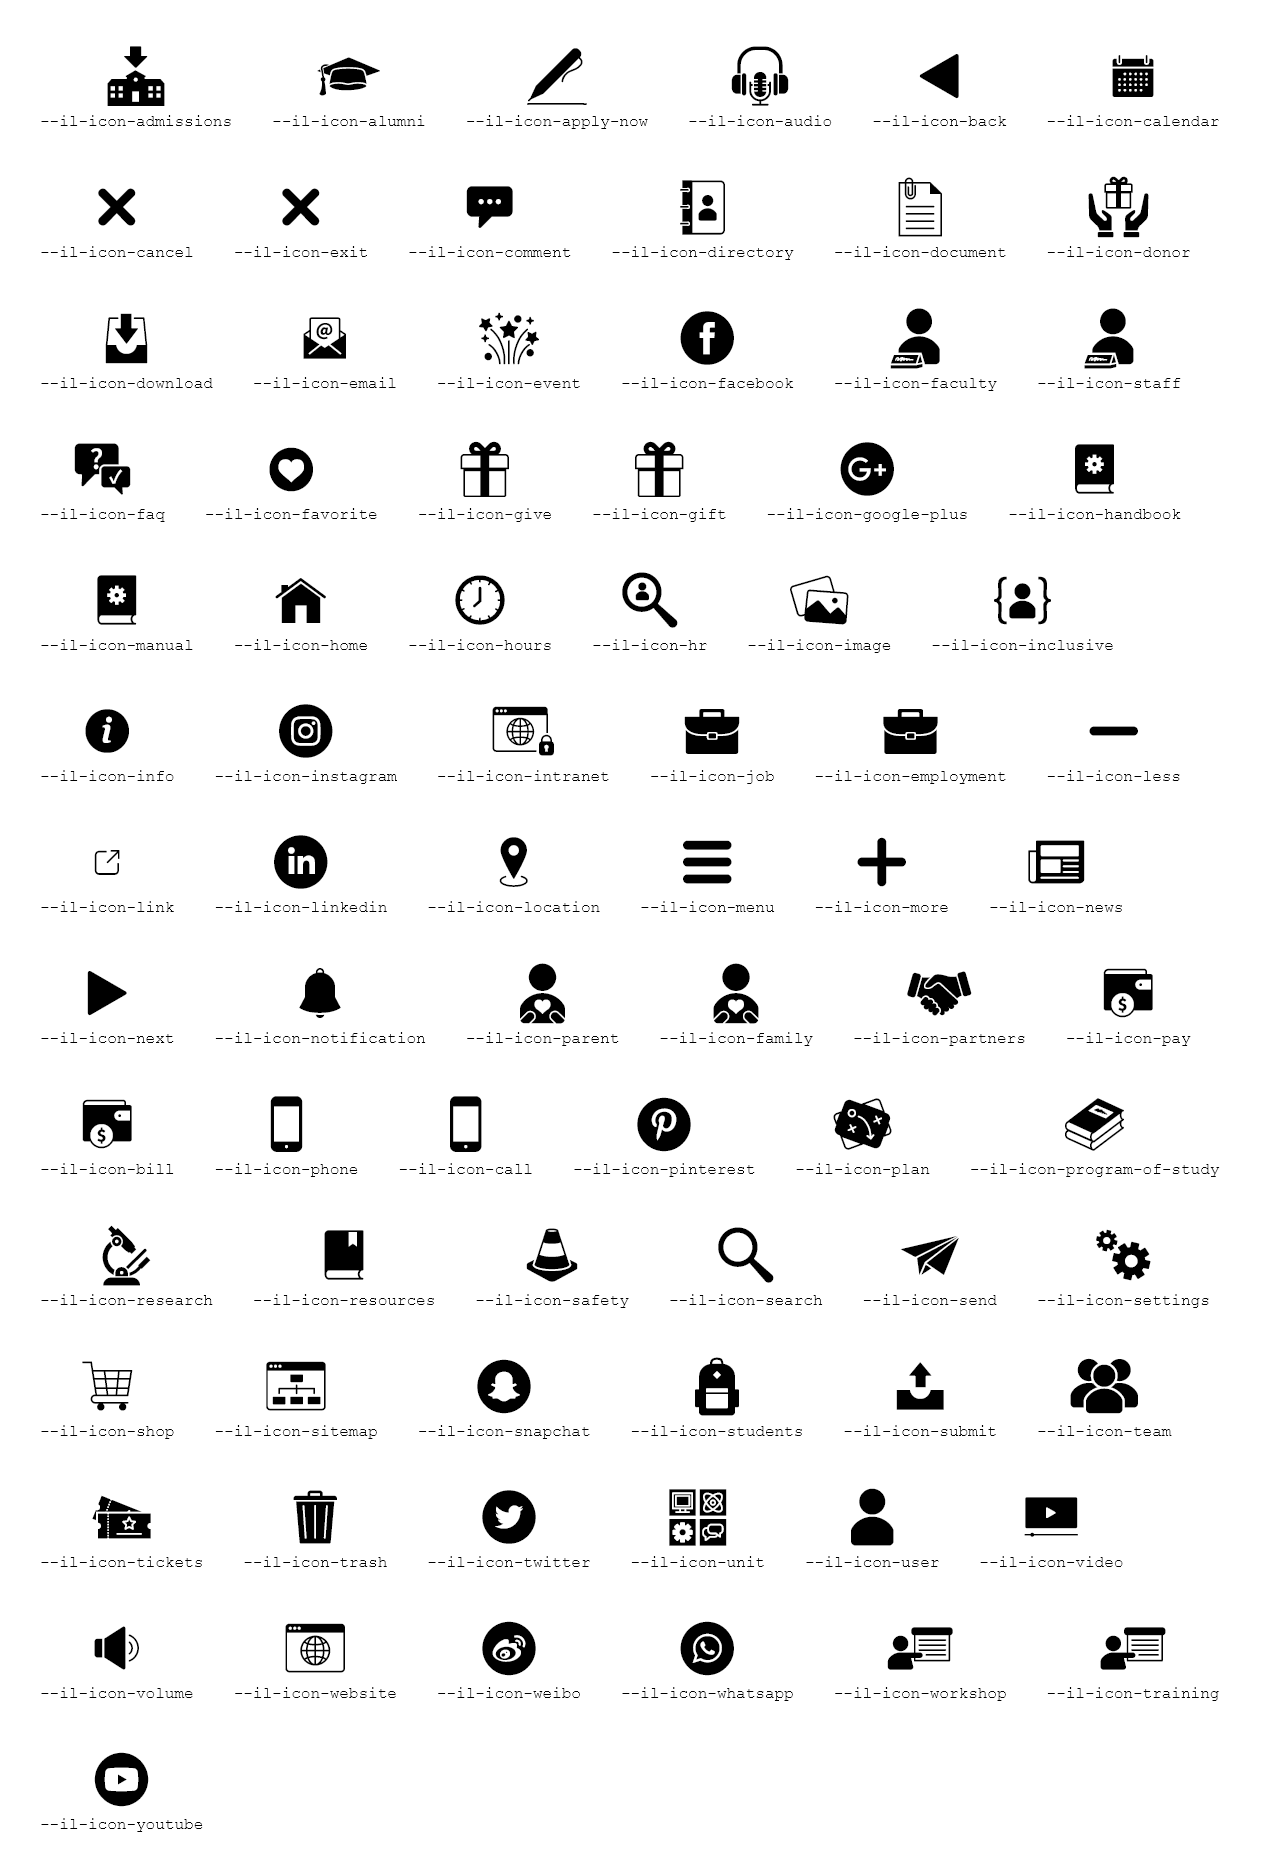 --il-icon-admissions --il-icon-alumni --il-icon-apply-now --il-icon-audio --il-icon-back --il-icon-calendar
--il-icon-cancel --il-icon-exit --il-icon-comment --il-icon-directory --il-icon-document --il-icon-donor
@ f
--il-icon-download --il-icon-email --il-icon-event --il-icon-facebook --il-icon-faculty --il-icon-staff
? G+
--il-icon-faq --il-icon-favorite --il-icon-give --il-icon-gift --il-icon-google-plus --il-icon-handbook
--il-icon-manual --il-icon-home --il-icon-hours --il-icon-hr --il-icon-image --il-icon-inclusive
i
--il-icon-info --il-icon-instagram --il-icon-intranet --il-icon-job --il-icon-employment --il-icon-less
in
--il-icon-link --il-icon-linkedin --il-icon-location --il-icon-menu --il-icon-more --il-icon-news
$
--il-icon-next --il-icon-notification --il-icon-parent --il-icon-family --il-icon-partners --il-icon-pay
$
--il-icon-bill --il-icon-phone --il-icon-call --il-icon-pinterest --il-icon-plan --il-icon-program-of-study
--il-icon-research --il-icon-resources --il-icon-safety --il-icon-search --il-icon-send --il-icon-settings
--il-icon-shop --il-icon-sitemap --il-icon-snapchat --il-icon-students --il-icon-submit --il-icon-team
--il-icon-tickets --il-icon-trash --il-icon-twitter --il-icon-unit --il-icon-user --il-icon-video
--il-icon-volume --il-icon-website --il-icon-weibo --il-icon-whatsapp --il-icon-workshop --il-icon-training
--il-icon-youtube